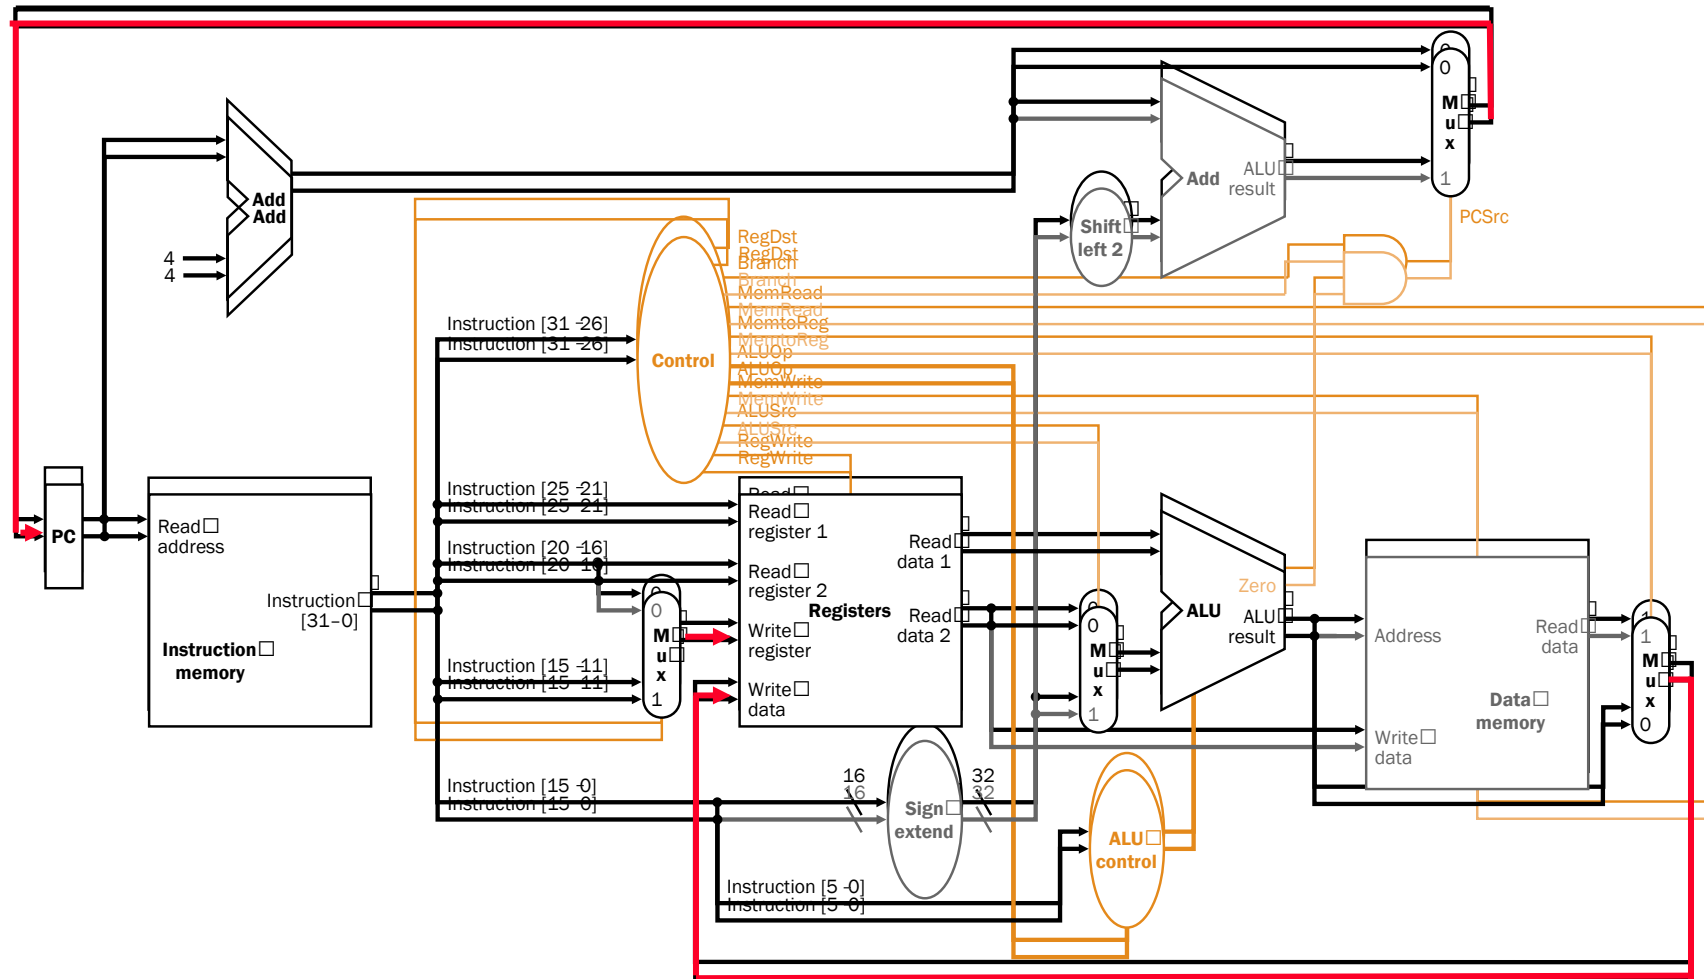 0
0
M
u
x
1
Add
ALU
result
Shift
left 2
PCSrc
Add
Add
4
4
RegDst
RegDst
Branch
Branch
MemRead
MemRead
MemtoReg
MemtoReg
ALUOp
ALUOp
MemWrite
MemWrite
ALUSrc
ALUSrc
RegWrite
RegWrite
Control
Instruction [31 -26]
Instruction [31 -26]
Instruction [25 -21]
Instruction [25 -21]
Instruction [20 -16]
Instruction [20 -16]
Instruction [15 -11]
Instruction [15 -11]
Instruction [15 -0]
Instruction [15 -0]
Instruction [5 -0]
Instruction [5 -0]
PC
Read
address
Instruction
[31-0]
Instruction
memory
0
0
M
u
x
1
Read
Read
register 1
Read
register 2
Write
register
Write
data
Registers
Read
data 1
Read
data 2
0
0
M
u
x
1
Zero
ALU
ALU
result
Address
Write
data
Read
data
Data
memory
1
1
M
u
x
0
16
16
32
32
Sign
extend
ALU
control